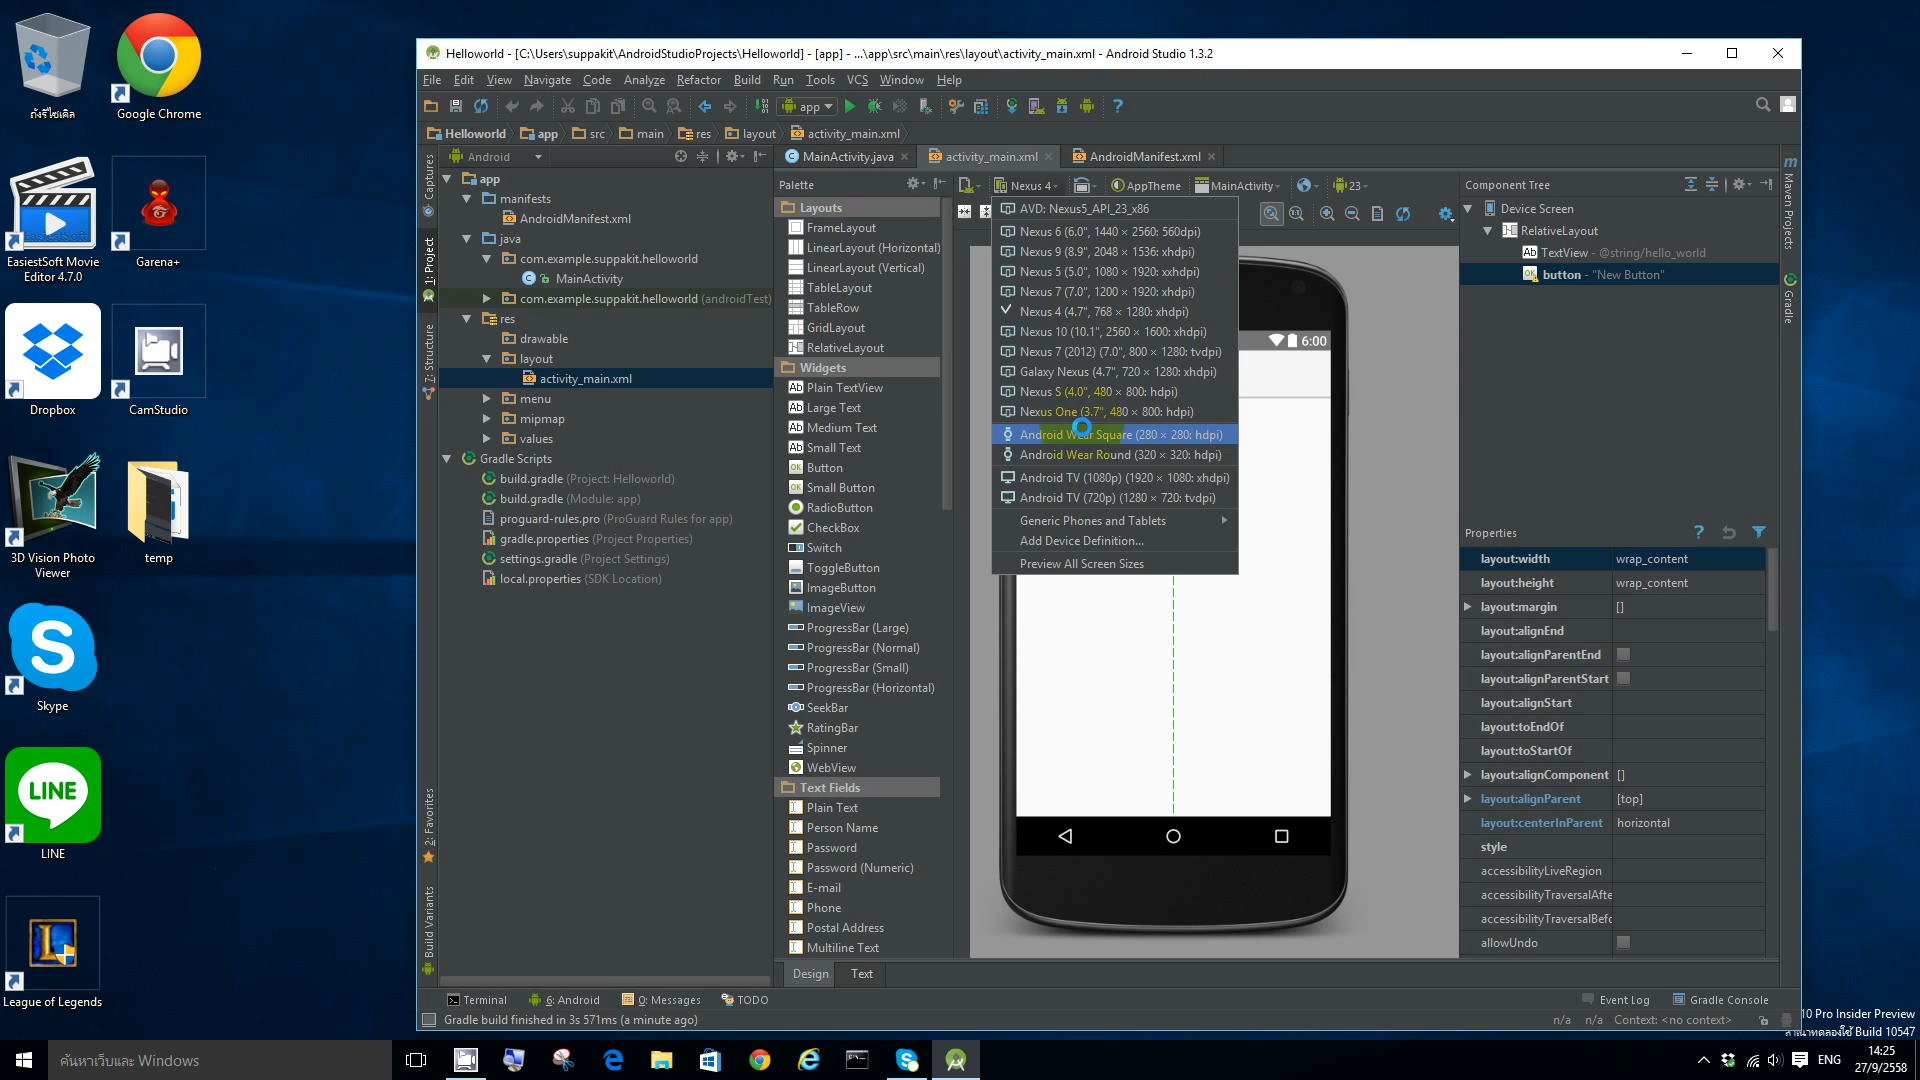 ถังรีไซเคิล
Google Chrome
EasiestSoft Movie
Editor 4.7.0
Garena+
Dropbox
CamStudio
3D Vision Photo
Viewer
temp
Skype
LINE
LINE
League of Legends
Helloworld - [C:\Users\suppakit\AndroidStudioProjects\Helloworld] - [app] - ...\app\src\main\res\layout\activity_main.xml - Android Studio 1.3.2
File Edit View Navigate Code Analyze Refactor Build Run Tools VCS Window Help
app
Helloworld app src main res layout activity_main.xml
Captures
1: Project
7: Structure
2: Favorites
Build Variants
Android
app
manifests
AndroidManifest.xml
java
com.example.suppakit.helloworld
MainActivity
com.example.suppakit.helloworld (androidTest)
res
drawable
layout
activity_main.xml
menu
mipmap
values
Gradle Scripts
build.gradle (Project: Helloworld)
build.gradle (Module: app)
proguard-rules.pro (ProGuard Rules for app)
gradle.properties (Project Properties)
settings.gradle (Project Settings)
local.properties (SDK Location)
MainActivity.java activity_main.xml AndroidManifest.xml
Palette
Layouts
FrameLayout
LinearLayout (Horizontal)
LinearLayout (Vertical)
TableLayout
TableRow
GridLayout
RelativeLayout
Widgets
Plain TextView
Large Text
Medium Text
Small Text
Button
Small Button
RadioButton
CheckBox
Switch
ToggleButton
ImageButton
ImageView
ProgressBar (Large)
ProgressBar (Normal)
ProgressBar (Small)
ProgressBar (Horizontal)
SeekBar
RatingBar
Spinner
WebView
Text Fields
Plain Text
Person Name
Password
Password (Numeric)
E-mail
Phone
Postal Address
Multiline Text
Design Text
Nexus 4 AppTheme MainActivity 23
AVD: Nexus5_API_23_x86
Nexus 6 (6.0", 1440 × 2560: 560dpi)
Nexus 9 (8.9", 2048 × 1536: xhdpi)
Nexus 5 (5.0", 1080 × 1920: xxhdpi)
Nexus 7 (7.0", 1200 × 1920: xhdpi)
Nexus 4 (4.7", 768 × 1280: xhdpi)
Nexus 10 (10.1", 2560 × 1600: xhdpi)
Nexus 7 (2012) (7.0", 800 × 1280: tvdpi)
Galaxy Nexus (4.7", 720 × 1280: xhdpi)
Nexus S (4.0", 480 × 800: hdpi)
Nexus One (3.7", 480 × 800: hdpi)
Android Wear Square (280 × 280: hdpi)
Android Wear Round (320 × 320: hdpi)
Android TV (1080p) (1920 × 1080: xhdpi)
Android TV (720p) (1280 × 720: tvdpi)
Generic Phones and Tablets
Add Device Definition...
Preview All Screen Sizes
6:00
Component Tree
Device Screen
RelativeLayout
Ab TextView - @string/hello_world
OK button - "New Button"
Properties
layout:width wrap_content
layout:height wrap_content
layout:margin []
layout:alignEnd
layout:alignParentEnd
layout:alignParentStart
layout:alignStart
layout:toEndOf
layout:toStartOf
layout:alignComponent []
layout:alignParent [top]
layout:centerInParent horizontal
style
accessibilityLiveRegion
accessibilityTraversalAfte
accessibilityTraversalBefo
allowUndo
Maven Projects
Gradle
Terminal 6: Android 0: Messages TODO Event Log Gradle Console
Gradle build finished in 3s 571ms (a minute ago) n/a n/a Context: <no context>
10 Pro Insider Preview
Build 10547
ค้นหาเว็บและ Windows
ENG
14:25
27/9/2558